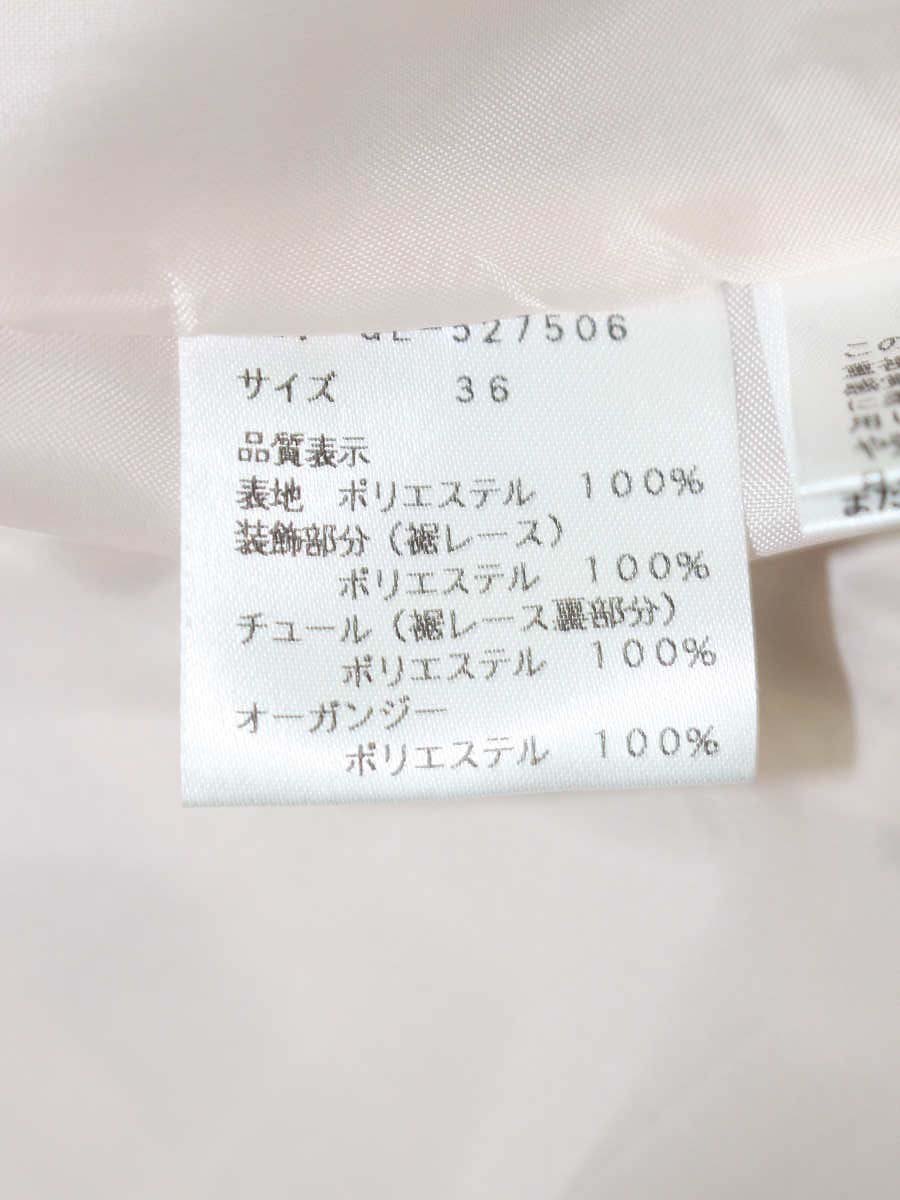 527506
サイズ 36
品質表示
表地 ポリエステル 100%
装飾部分(裾レース)
ポリエステル 100%
チュール(裾レース裏部分)
ポリエステル 100%
オーガンジー
ポリエステル 100%
この